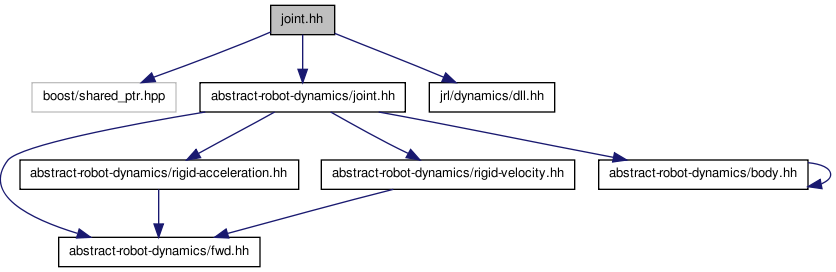 joint.hh
boost/shared_ptr.hpp
abstract-robot-dynamics/joint.hh
jrl/dynamics/dll.hh
abstract-robot-dynamics/rigid-acceleration.hh
abstract-robot-dynamics/rigid-velocity.hh
abstract-robot-dynamics/body.hh
abstract-robot-dynamics/fwd.hh